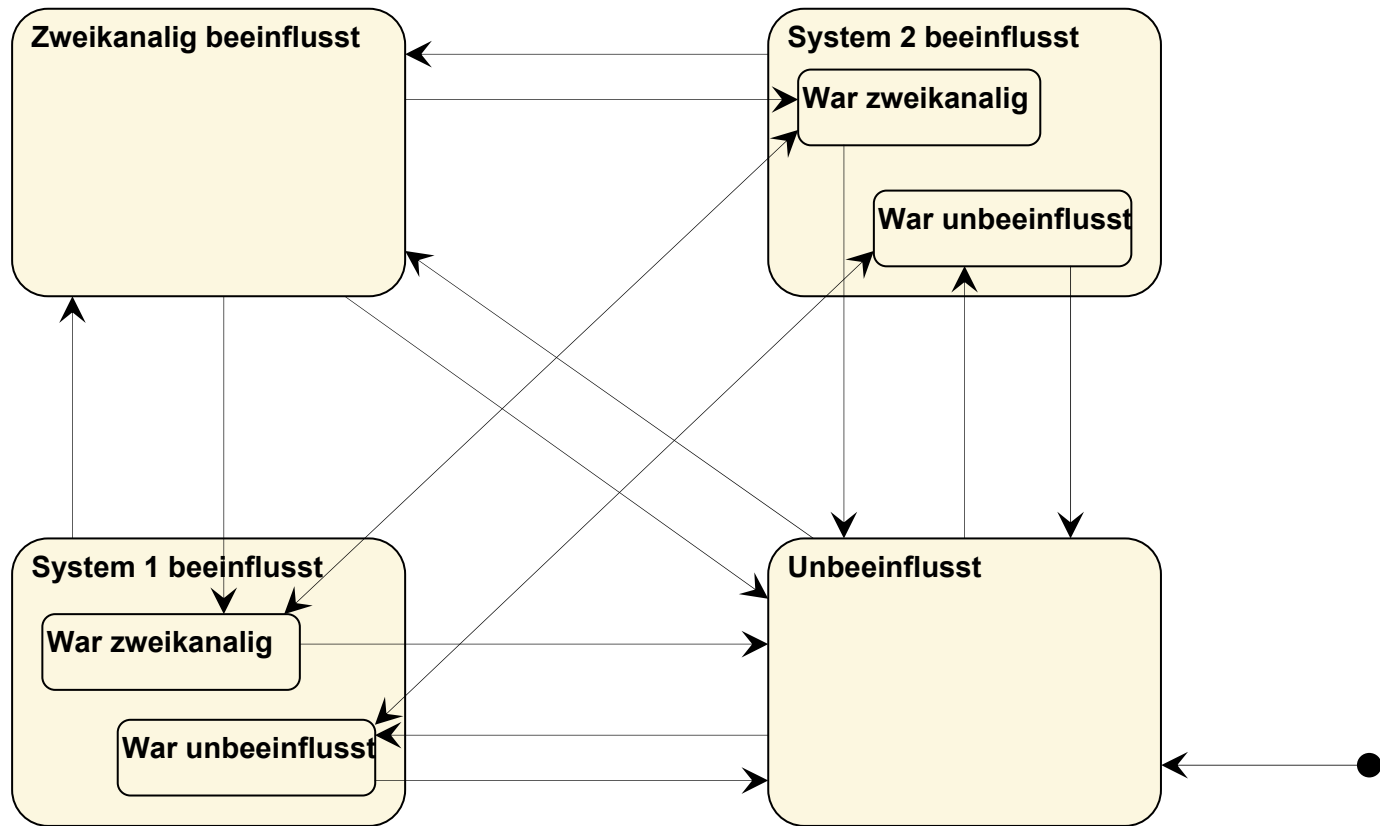 Zweikanalig beeinflusst
System 2 beeinflusst
War zweikanalig
War unbeeinflusst
System 1 beeinflusst
War zweikanalig
War unbeeinflusst
Unbeeinflusst